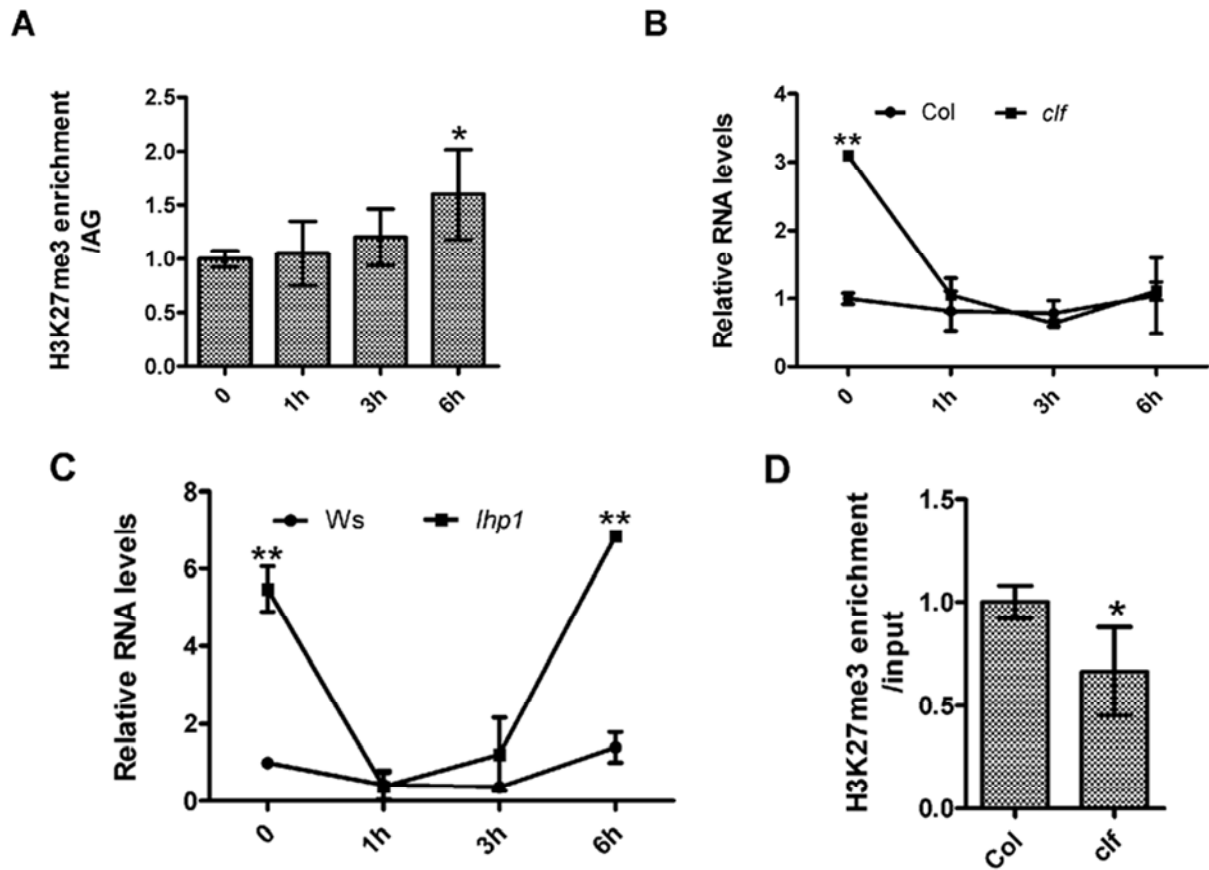 A
H3K27me3 enrichment
/AG
2.5
2.0
1.5
1.0
0.5
0.0
*
0
1h
3h
6h
B
Relative RNA levels
4
3
2
1
0
Col
clf
**
0
1h
3h
6h
C
Relative RNA levels
8
6
4
2
0
Ws
lhp1
**
**
0
1h
3h
6h
D
H3K27me3 enrichment
/input
1.5
1.0
0.5
0.0
*
Col
clf